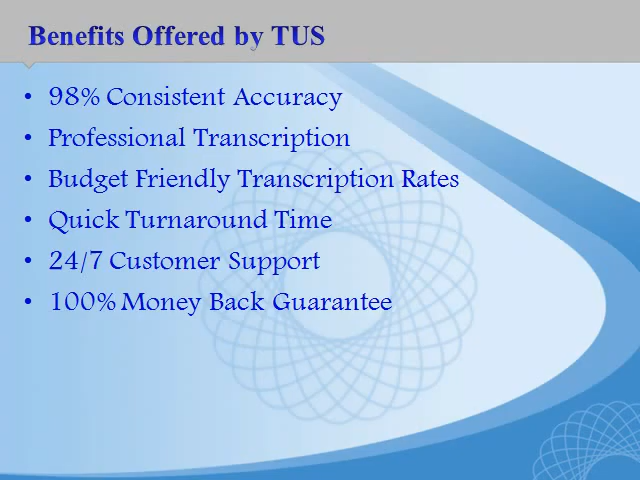 Benefits Offered by TUS
• 98% Consistent Accuracy
• Professional Transcription
• Budget Friendly Transcription Rates
• Quick Turnaround Time
• 24/7 Customer Support
• 100% Money Back Guarantee